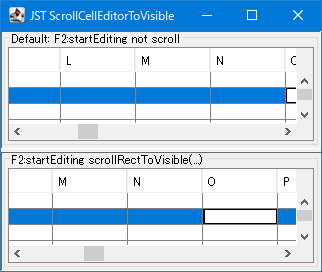 JST ScrollCellEditorToVisible
Default: F2:startEditing not scroll
L M N
F2:startEditing scrollRectToVisible(...)
M N O P